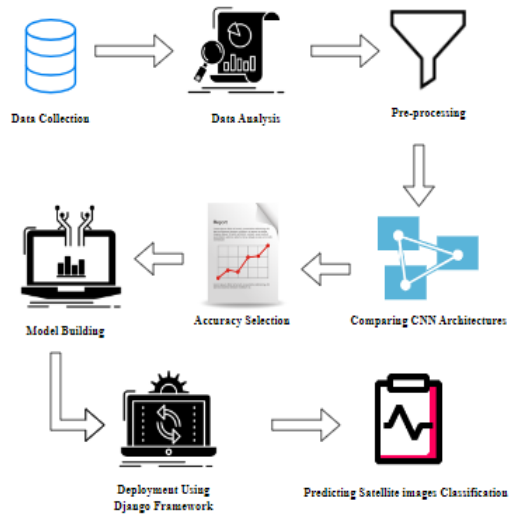 Data Collection
Data Analysis
Pre-processing
Comparing CNN Architectures
Report
Accuracy Selection
Model Building
Deployment Using
Django Framework
Predicting Satellite images Classification